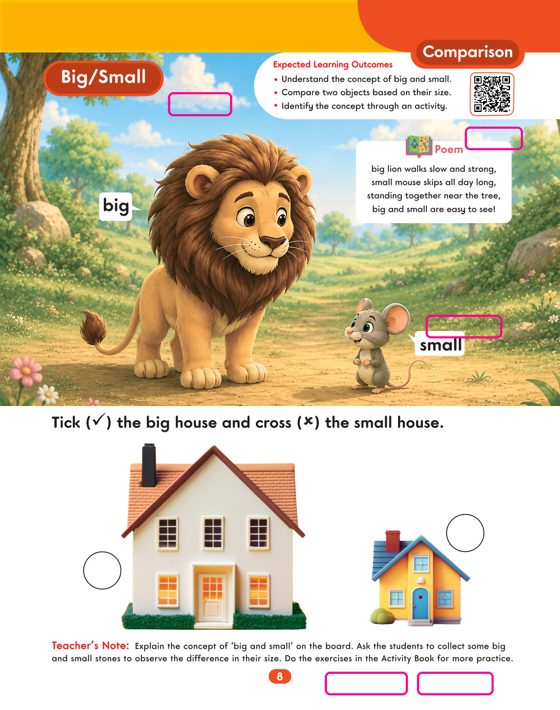 Comparison
Big/Small
Expected Learning Outcomes
• Understand the concept of big and small.
• Compare two objects based on their size.
• Identify the concept through an activity.
Poem
big lion walks slow and strong,
small mouse skips all day long,
standing together near the tree,
big and small are easy to see!
big
small
Tick (✓) the big house and cross (×) the small house.
Teacher's Note: Explain the concept of 'big and small' on the board. Ask the students to collect some big
and small stones to observe the difference in their size. Do the exercises in the Activity Book for more practice.
8